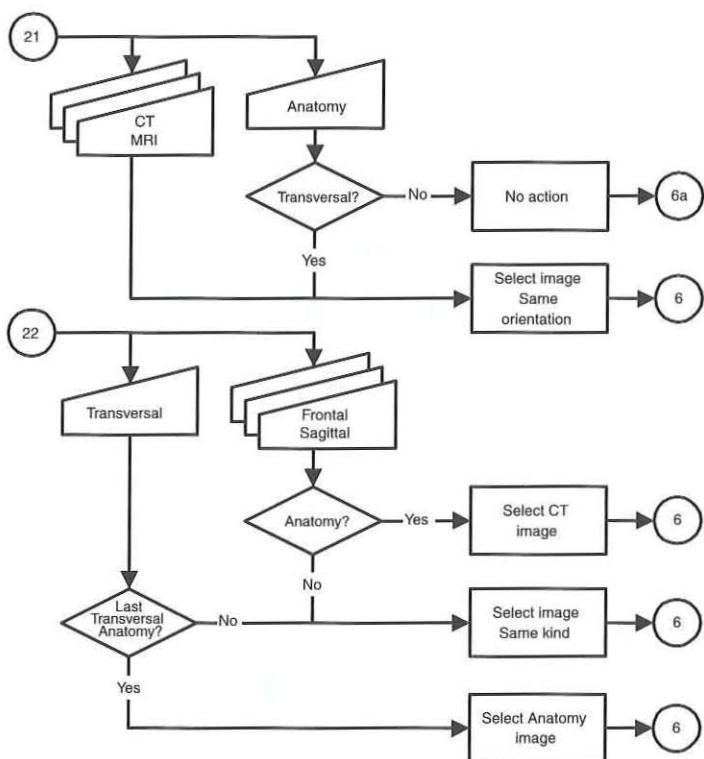 21
CT
MRI
Anatomy
Transversal?
No
No action
6a
Yes
Select image
Same
orientation
6
22
Transversal
Frontal
Sagittal
Anatomy?
Yes
Select CT
image
6
No
Last
Transversal
Anatomy?
No
Select image
Same kind
6
Yes
Select Anatomy
image
6